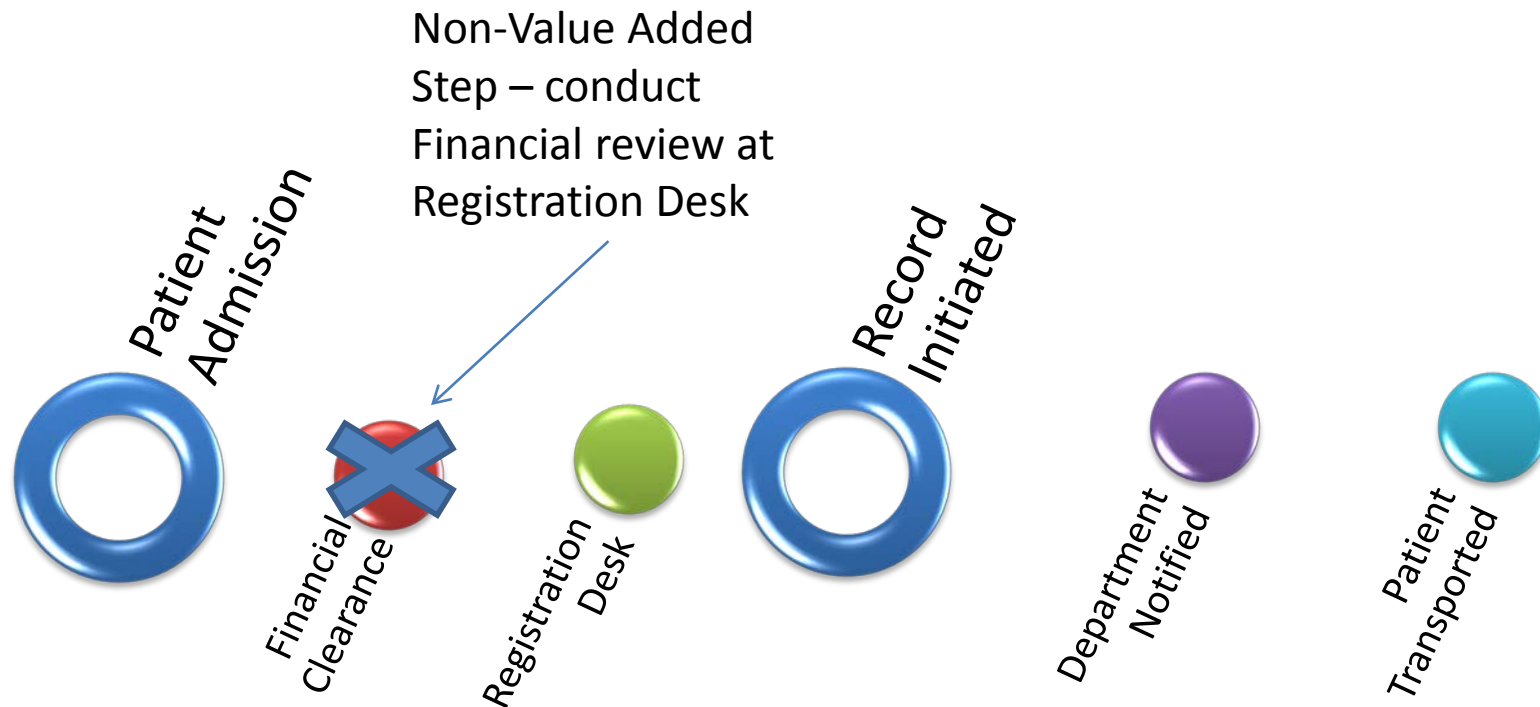 Non-Value Added
Step – conduct
Financial review at
Registration Desk
Patient
Admission
Financial
Clearance
Registration
Desk
Record
Initiated
Department
Notified
Patient
Transported